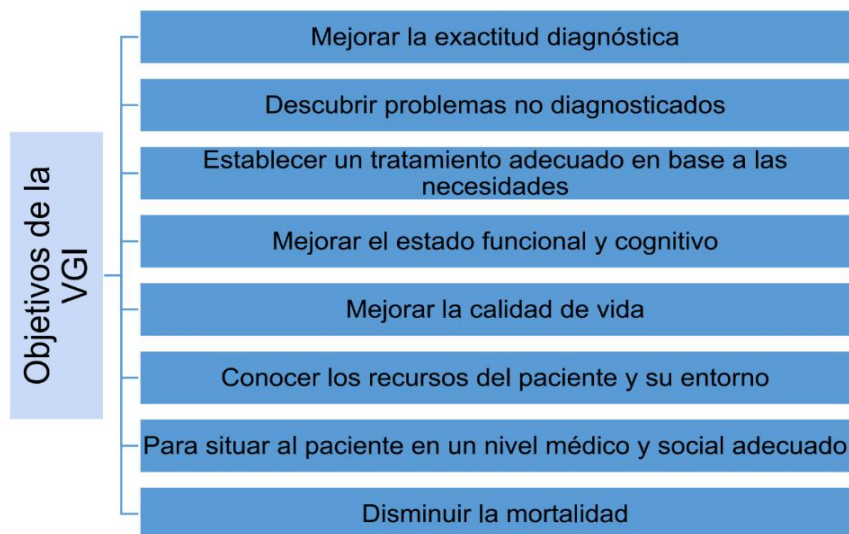 Objetivos de la
VGI
Mejorar la exactitud diagnóstica
Descubrir problemas no diagnosticados
Establecer un tratamiento adecuado en base a las
necesidades
Mejorar el estado funcional y cognitivo
Mejorar la calidad de vida
Conocer los recursos del paciente y su entorno
Para situar al paciente en un nivel médico y social adecuado
Disminuir la mortalidad